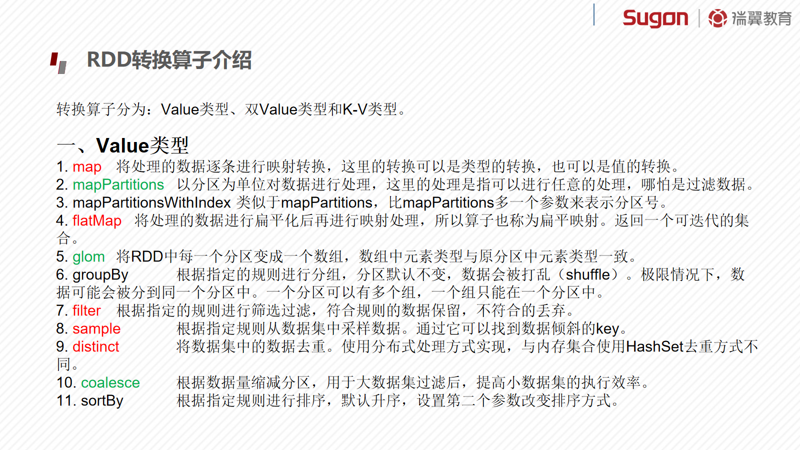 Sugon 瑞翼教育
RDD转换算子介绍
转换算子分为：Value类型、双Value类型和K-V类型。
一、Value类型
1. map 将处理的数据逐条进行映射转换，这里的转换可以是类型的转换，也可以是值的转换。
2. mapPartitions 以分区为单位对数据进行处理，这里的处理是指可以进行任意的处理，哪怕是过滤数据。
3. mapPartitionsWithIndex 类似于mapPartitions，比mapPartitions多一个参数来表示分区号。
4. flatMap 将处理的数据进行扁平化后再进行映射处理，所以算子也称为扁平映射。返回一个可迭代的集
合。
5. glom 将RDD中每一个分区变成一个数组，数组中元素类型与原分区中元素类型一致。
6. groupBy 根据指定的规则进行分组，分区默认不变，数据会被打乱（shuffle）。极限情况下，数
据可能会被分到同一个分区中。一个分区可以有多个组，一个组只能在一个分区中。
7. filter 根据指定的规则进行筛选过滤，符合规则的数据保留，不符合的丢弃。
8. sample 根据指定规则从数据集中采样数据。通过它可以找到数据倾斜的key。
9. distinct 将数据集中的数据去重。使用分布式处理方式实现，与内存集合使用HashSet去重方式不
同。
10. coalesce 根据数据量缩减分区，用于大数据集过滤后，提高小数据集的执行效率。
11. sortBy 根据指定规则进行排序，默认升序，设置第二个参数改变排序方式。